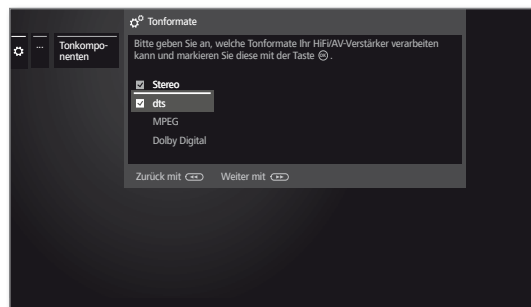 Tonformate
...
Tonkompo-
nenten
Bitte geben Sie an, welche Tonformate Ihr HiFi/AV-Verstärker verarbeiten
kann und markieren Sie diese mit der Taste OK.
Stereo
dts
MPEG
Dolby Digital
Zurück mit Weiter mit